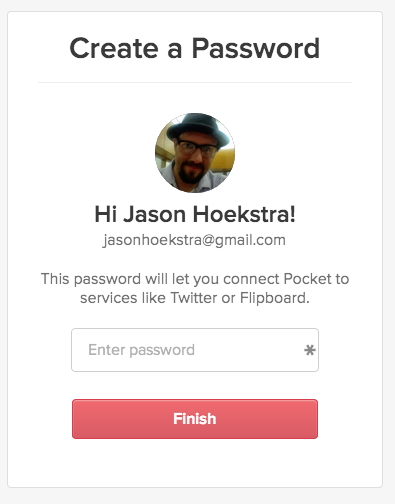 Create a Password
Hi Jason Hoekstra!
jasonhoekstra@gmail.com
This password will let you connect Pocket to
services like Twitter or Flipboard.
Enter password
Finish